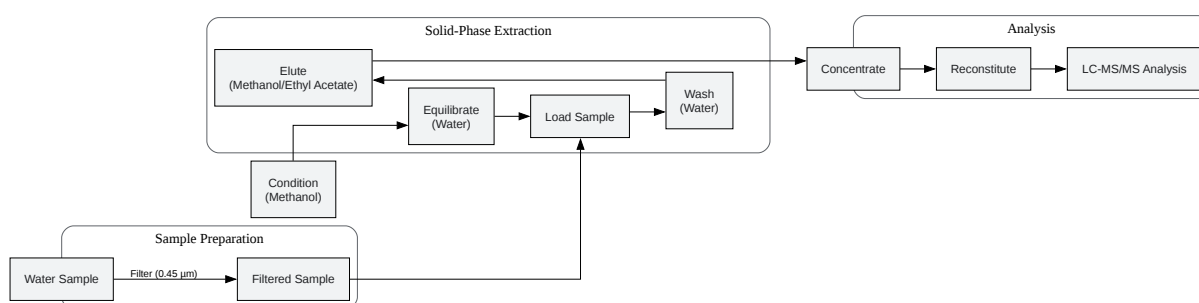 Solid-Phase Extraction
Analysis
Elute
(Methanol/Ethyl Acetate)
Concentrate
Reconstitute
LC-MS/MS Analysis
Wash
(Water)
Equilibrate
(Water)
Load Sample
Condition
(Methanol)
Sample Preparation
Water Sample
Filter (0.45 µm)
Filtered Sample